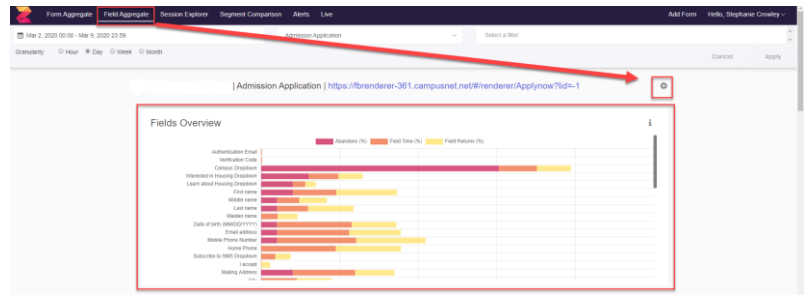 Form Aggregate Field Aggregate Session Explorer Segment Comparison Alerts Live Add Form Hello, Stephanie Crowley
Mar 2, 2020 00:00 - Mar 9, 2020 23:59 Admission Application Select a filter
Granularity: Hour Day Week Month Cancel Apply
| Admission Application | https://fbrenderer-361.campusnet.net/#/renderer/Applynow?lid=-1
Fields Overview i
Abandons (%) Field Time (%) Field Returns (%)
Authentication Email
Verification Code
Campus Dropdown
Interested in Housing Dropdown
Learn about Housing Dropdown
First name
Middle name
Last name
Maiden name
Date of birth (MM/DD/YYYY)
Email address
Mobile Phone Number
Home Phone
Subscribe to SMS Dropdown
I accept
Mailing Address